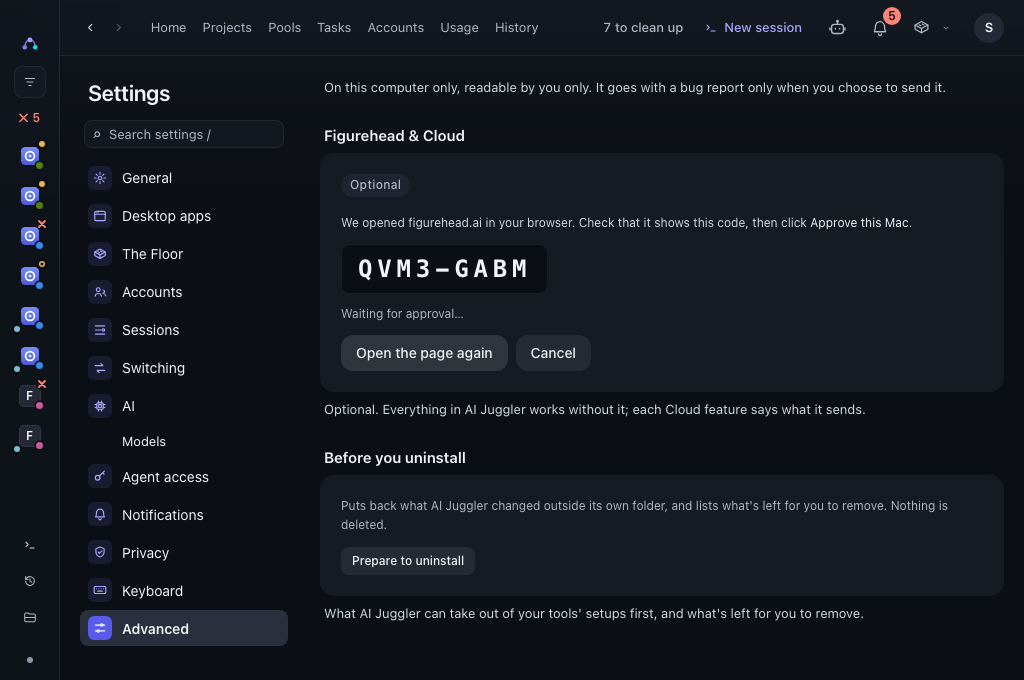 Home
Projects
Pools
Tasks
Accounts
Usage
History
7 to clean up
New session
5
S
5
F
F
Settings
Search settings /
General
Desktop apps
The Floor
Accounts
Sessions
Switching
AI
Models
Agent access
Notifications
Privacy
Keyboard
Advanced
On this computer only, readable by you only. It goes with a bug report only when you choose to send it.
Figurehead & Cloud
Optional
We opened figurehead.ai in your browser. Check that it shows this code, then click Approve this Mac.
QVM3-GABM
Waiting for approval...
Open the page again
Cancel
Optional. Everything in AI Juggler works without it; each Cloud feature says what it sends.
Before you uninstall
Puts back what AI Juggler changed outside its own folder, and lists what's left for you to remove. Nothing is
deleted.
Prepare to uninstall
What AI Juggler can take out of your tools' setups first, and what's left for you to remove.